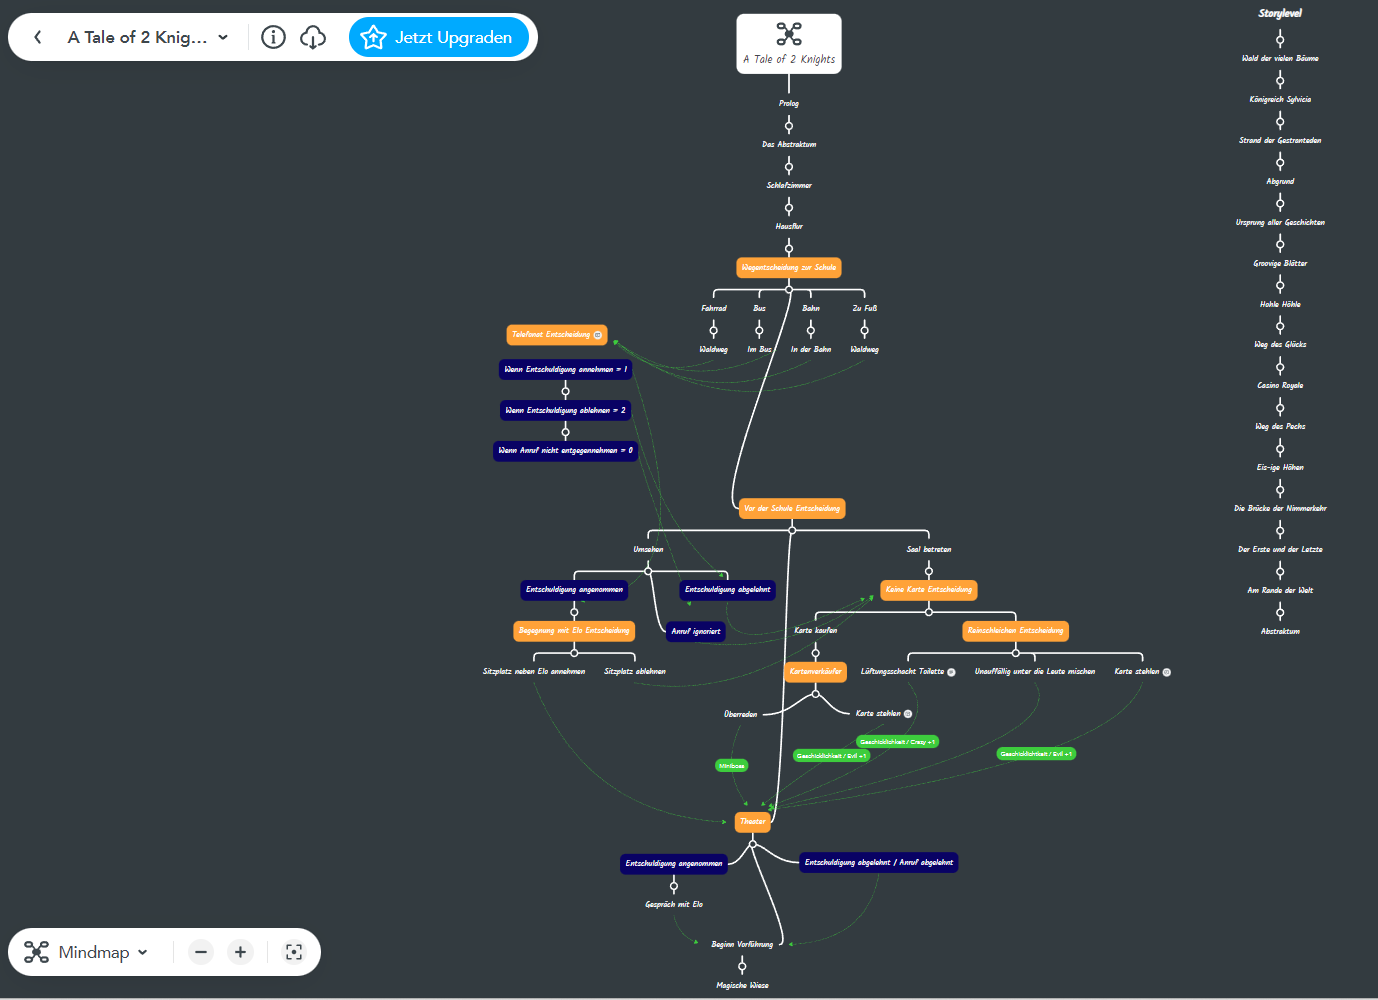 A Tale of 2 Knig...
Jetzt Upgraden
A Tale of 2 Knights
Prolog
Das Abstraktum
Schlafzimmer
Hausflur
Wegentscheidung zur Schule
Fahrrad
Bus
Bahn
Zu Fuß
Waldweg
Im Bus
In der Bahn
Waldweg
Telefonat Entscheidung
Wenn Entschuldigung annehmen = 1
Wenn Entschuldigung ablehnen = 2
Wenn Anruf nicht entgegennehmen = 0
Vor der Schule Entscheidung
Umsehen
Saal betreten
Entschuldigung angenommen
Entschuldigung abgelehnt
Keine Karte Entscheidung
Begegnung mit Elo Entscheidung
Anruf ignoriert
Karte kaufen
Reinschleichen Entscheidung
Sitzplatz neben Elo annehmen
Sitzplatz ablehnen
Kartenverkäufer
Lüftungsschacht Toilette
Unauffällig unter die Leute mischen
Karte stehlen
Überreden
Karte stehlen
Geschicklichkeit / Crazy +1
Geschicklichkeit / Evil +1
Geschicklichtkeit / Evil +1
Miniboss
Theater
Entschuldigung angenommen
Entschuldigung abgelehnt / Anruf abgelehnt
Gespräch mit Elo
Beginn Vorführung
Magische Wiese
Storylevel
Wald der vielen Bäume
Königreich Sylvicia
Strand der Gestranteden
Abgrund
Ursprung aller Geschichten
Groovige Blätter
Hohle Höhle
Weg des Glücks
Casino Royale
Weg des Pechs
Eis-ige Höhen
Die Brücke der Nimmerkehr
Der Erste und der Letzte
Am Rande der Welt
Abstraktum
Mindmap